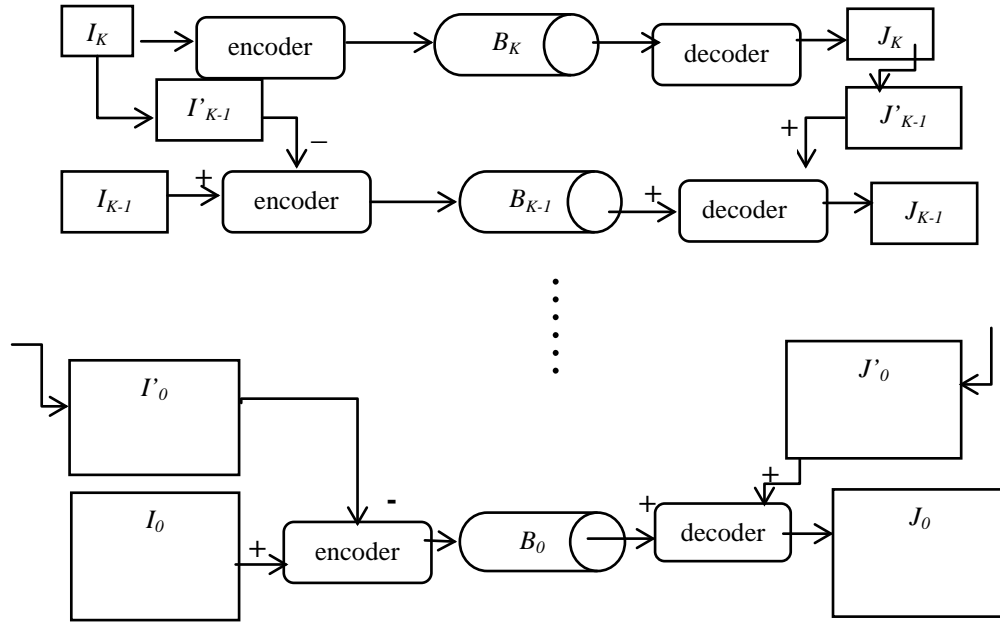 I_K encoder B_K decoder J_K
I'_{K-1} – + J'_{K-1}
I_{K-1} + encoder B_{K-1} + decoder J_{K-1}
I'_0 J'_0
- +
I_0 + encoder B_0 + decoder J_0